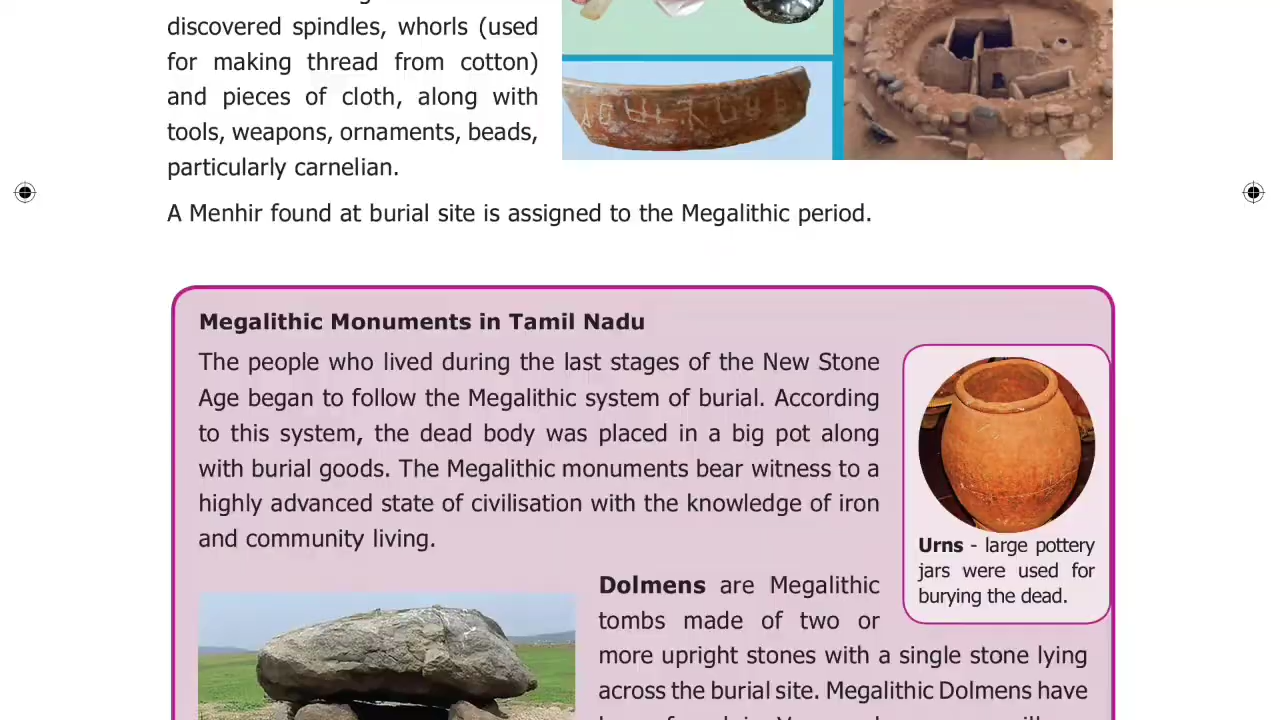 discovered spindles, whorls (used
for making thread from cotton)
and pieces of cloth, along with
tools, weapons, ornaments, beads,
particularly carnelian.
A Menhir found at burial site is assigned to the Megalithic period.
Megalithic Monuments in Tamil Nadu
The people who lived during the last stages of the New Stone
Age began to follow the Megalithic system of burial. According
to this system, the dead body was placed in a big pot along
with burial goods. The Megalithic monuments bear witness to a
highly advanced state of civilisation with the knowledge of iron
and community living.
Urns - large pottery
jars were used for
burying the dead.
Dolmens are Megalithic
tombs made of two or
more upright stones with a single stone lying
across the burial site. Megalithic Dolmens have